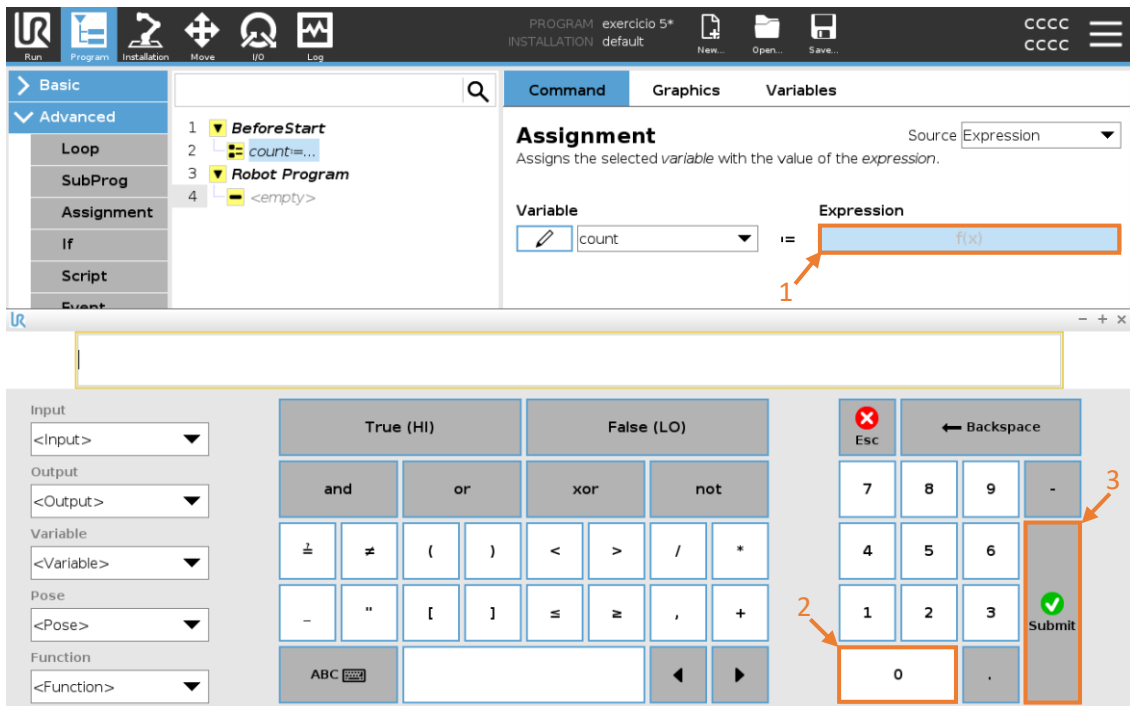 UR
PROGRAM exercicio 5*
INSTALLATION default
CCCC
CCCC
Run Program Installation Move I/O Log New... Open... Save...
Basic
Advanced
Loop
SubProg
Assignment
If
Script
Event
1 BeforeStart
2 count:=...
3 Robot Program
4 <empty>
Command Graphics Variables
Assignment
Source Expression
Assigns the selected variable with the value of the expression.
Variable
Expression
count := f(x)
1
UR
- + ×
Input
<Input>
Output
<Output>
Variable
<Variable>
Pose
<Pose>
Function
<Function>
True (HI) False (LO)
and or xor not
≟ ≠ ( ) < > / *
_ " [ ] ≤ ≥ , +
ABC
Esc Backspace
7 8 9 -
3
4 5 6
2
1 2 3
Submit
0 .